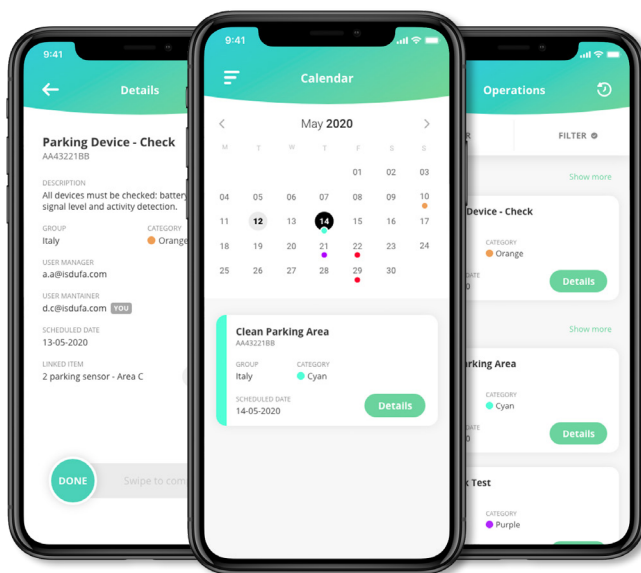 9:41
Details
Parking Device - Check
AA43221BB
DESCRIPTION
All devices must be checked: battery
signal level and activity detection.
GROUP CATEGORY
Italy Orange
USER MANAGER
a.a@isdufa.com
USER MANTAINER
d.c@isdufa.com YOU
SCHEDULED DATE
13-05-2020
LINKED ITEM
2 parking sensor - Area C
DONE Swipe to com
9:41
Calendar
May 2020
M T W T F S S
01 02 03
04 05 06 07 08 09 10
11 12 13 14 15 16 17
18 19 20 21 22 23 24
25 26 27 28 29 30
Clean Parking Area
AA43221BB
GROUP CATEGORY
Italy Cyan
SCHEDULED DATE
14-05-2020
Details
Operations
R FILTER
Show more
Device - Check
CATEGORY
Orange
DATE
0 Details
Show more
arking Area
CATEGORY
Cyan
DATE
0 Details
k Test
CATEGORY
Purple